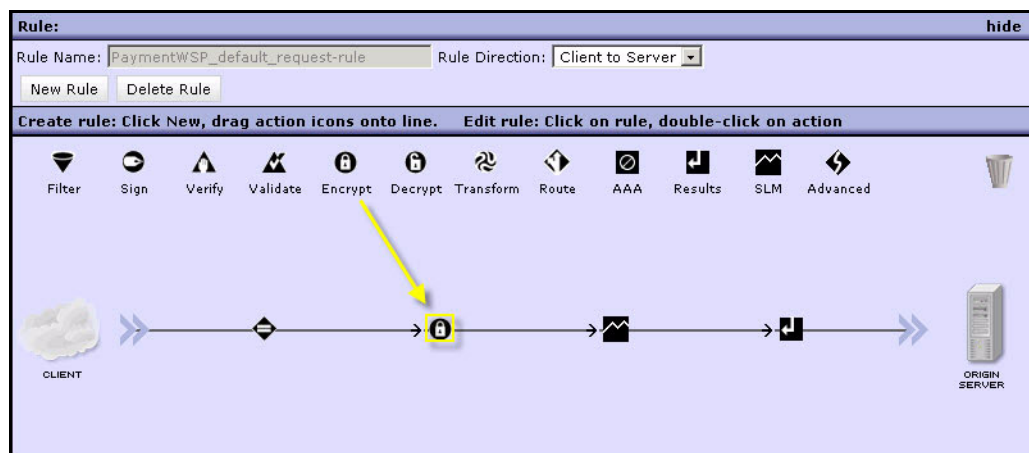 Rule: hide
Rule Name: PaymentWSP_default_request-rule Rule Direction: Client to Server
New Rule Delete Rule
Create rule: Click New, drag action icons onto line. Edit rule: Click on rule, double-click on action
Filter Sign Verify Validate Encrypt Decrypt Transform Route AAA Results SLM Advanced
CLIENT
ORIGIN
SERVER